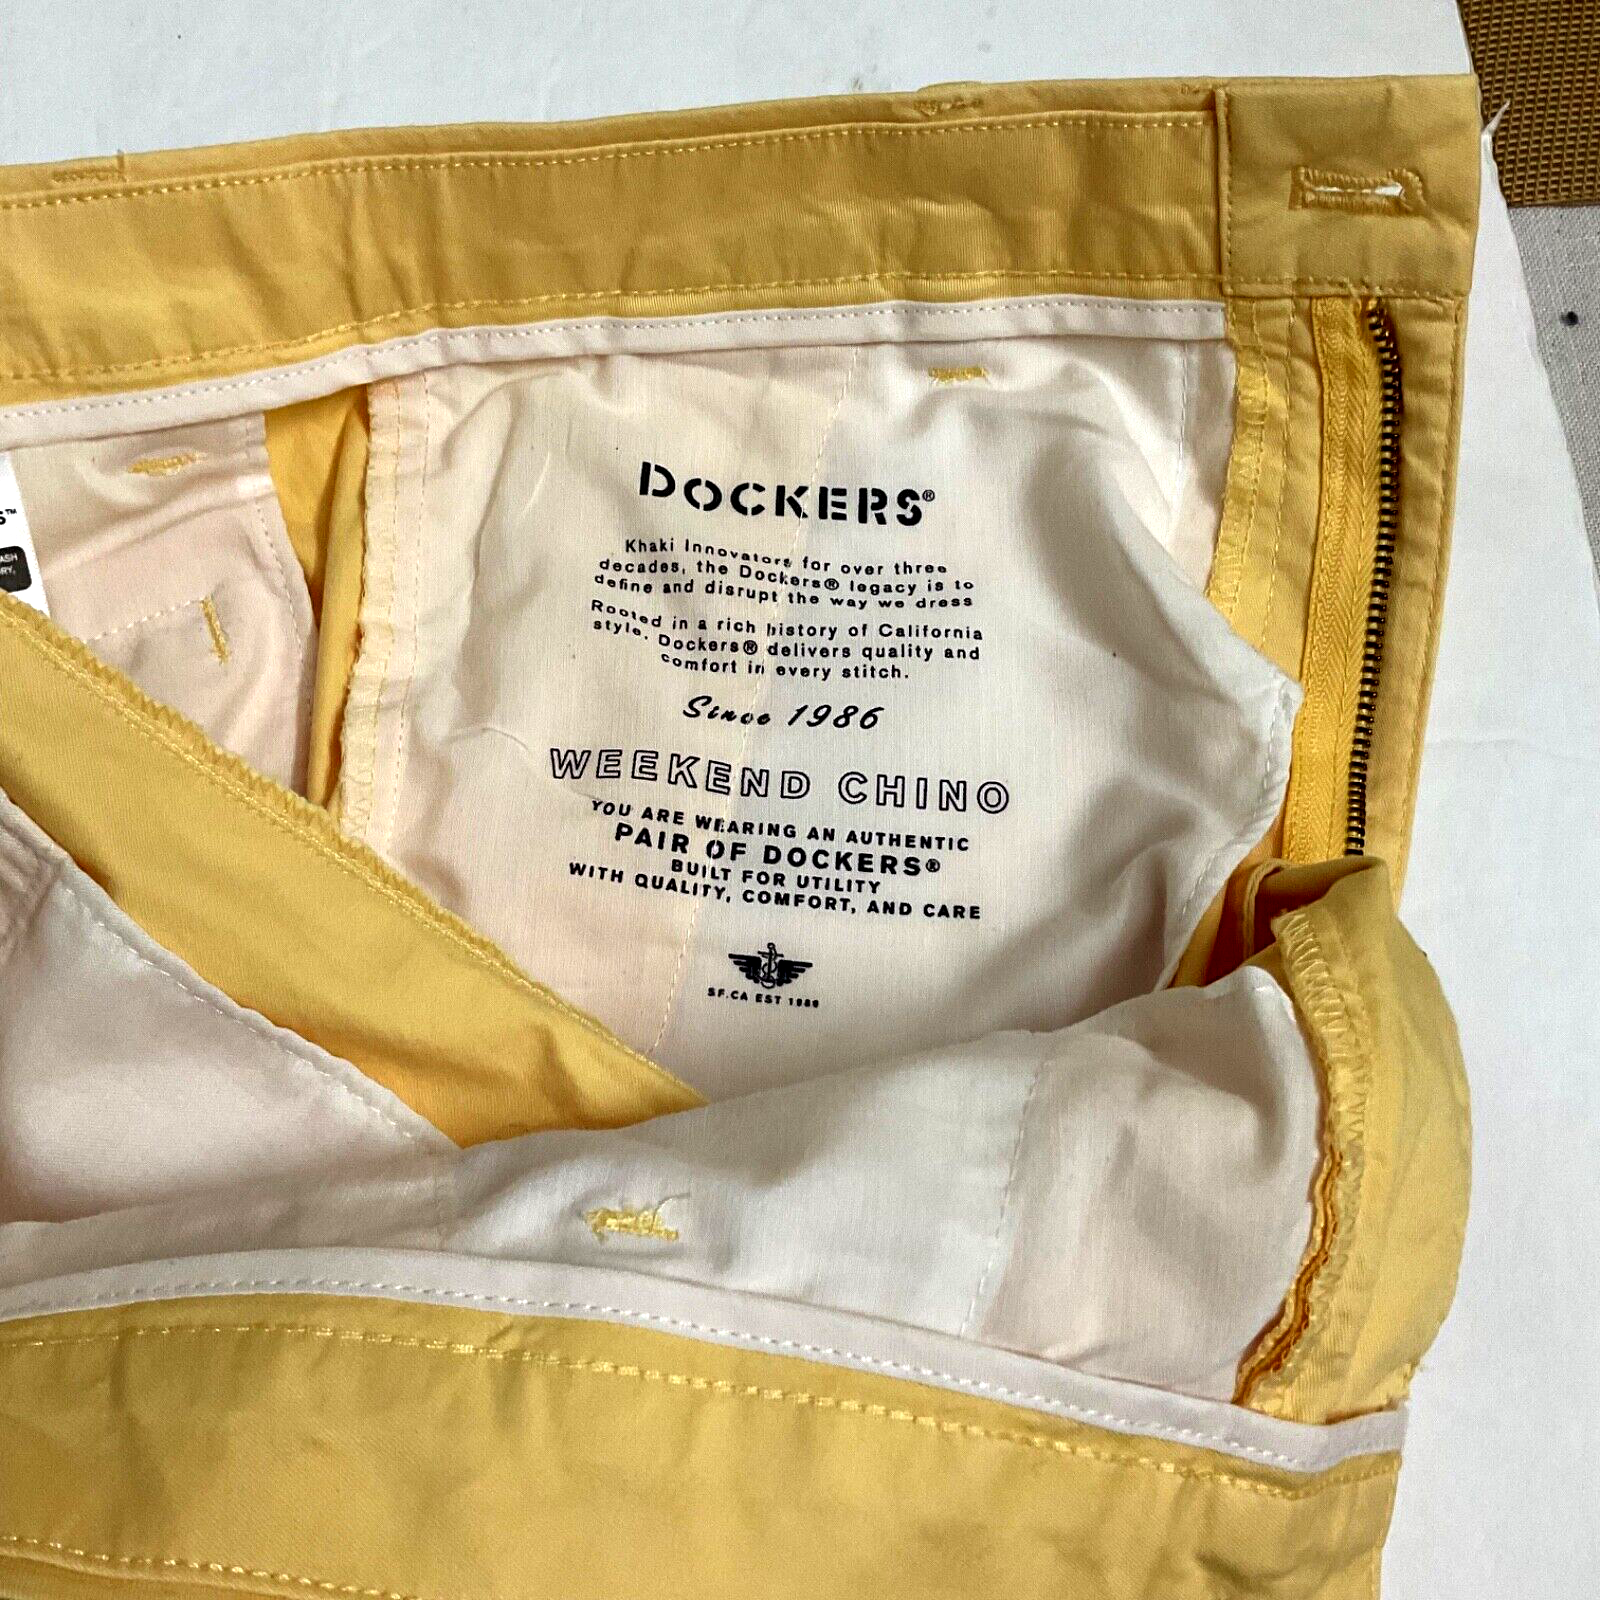 DOCKERS®
Khaki Innovators for over three
decades, the Dockers® legacy is to
define and disrupt the way we dress
Rooted in a rich history of California
style. Dockers® delivers quality and
comfort in every stitch.
Since 1986
WEEKEND CHINO
YOU ARE WEARING AN AUTHENTIC
PAIR OF DOCKERS®
BUILT FOR UTILITY
WITH QUALITY, COMFORT, AND CARE
SF.CA EST 1986
S™